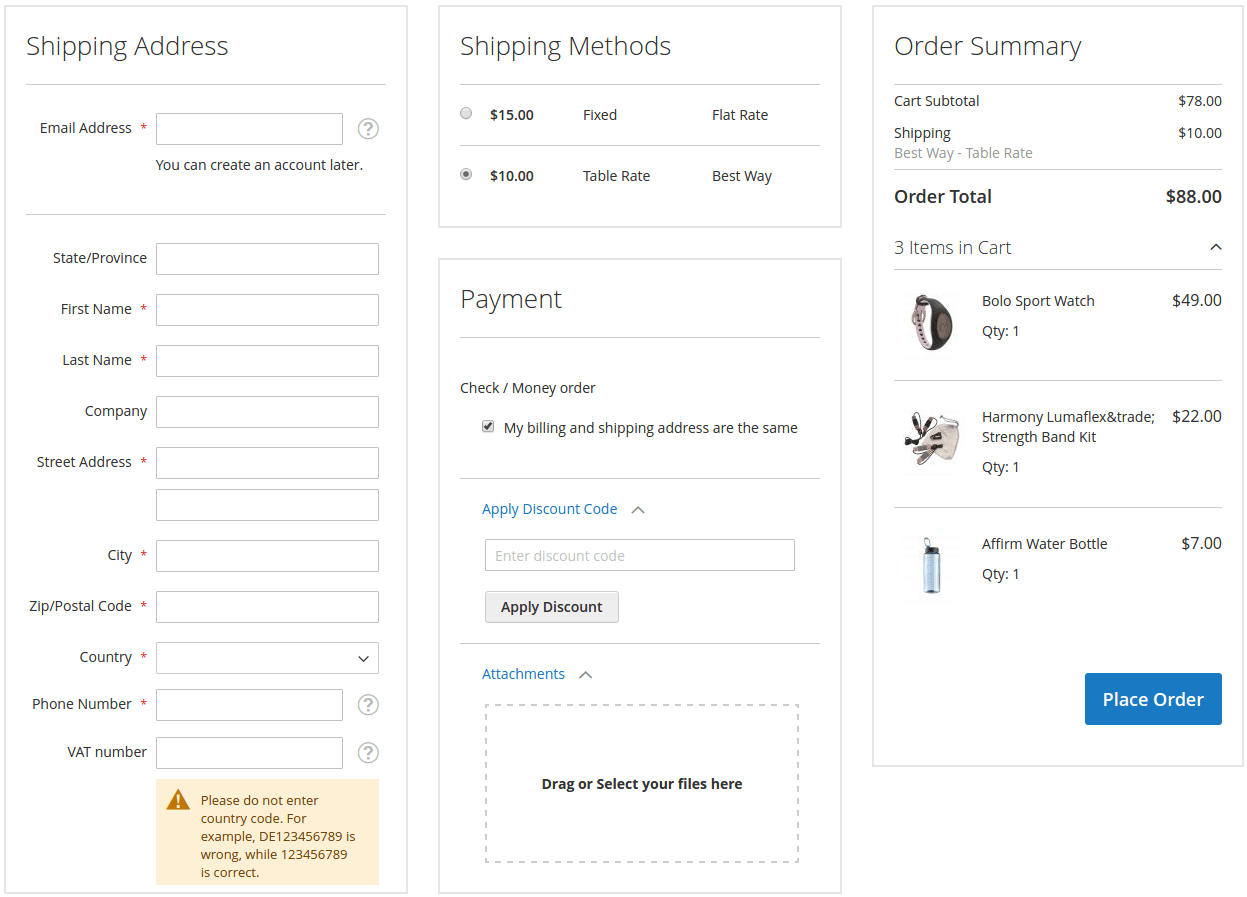 Shipping Address
Email Address *
You can create an account later.
State/Province
First Name *
Last Name *
Company
Street Address *
City *
Zip/Postal Code *
Country *
Phone Number *
VAT number
Please do not enter
country code. For
example, DE123456789 is
wrong, while 123456789
is correct.
Shipping Methods
$15.00 Fixed Flat Rate
$10.00 Table Rate Best Way
Payment
Check / Money order
My billing and shipping address are the same
Apply Discount Code
Enter discount code
Apply Discount
Attachments
Drag or Select your files here
Order Summary
Cart Subtotal $78.00
Shipping $10.00
Best Way - Table Rate
Order Total $88.00
3 Items in Cart
Bolo Sport Watch $49.00
Qty: 1
Harmony Lumaflex&trade; $22.00
Strength Band Kit
Qty: 1
Affirm Water Bottle $7.00
Qty: 1
Place Order